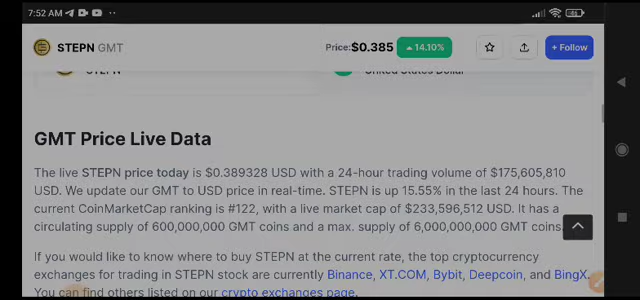 7:52 AM
STEPN GMT
Price: $0.385
14.10%
+ Follow
STEPN
United States Dollar
GMT Price Live Data
The live STEPN price today is $0.389328 USD with a 24-hour trading volume of $175,605,810
USD. We update our GMT to USD price in real-time. STEPN is up 15.55% in the last 24 hours. The
current CoinMarketCap ranking is #122, with a live market cap of $233,596,512 USD. It has a
circulating supply of 600,000,000 GMT coins and a max. supply of 6,000,000,000 GMT coins.
If you would like to know where to buy STEPN at the current rate, the top cryptocurrency
exchanges for trading in STEPN stock are currently Binance, XT.COM, Bybit, Deepcoin, and BingX.
You can find others listed on our crypto exchanges page.